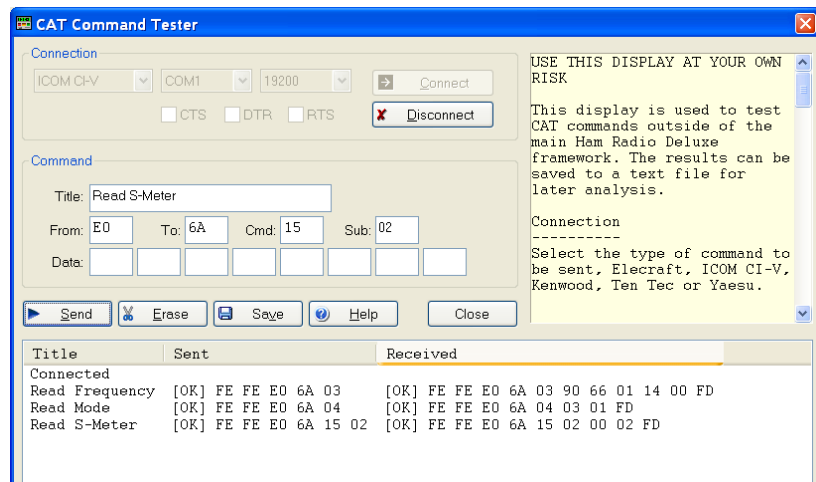 CAT Command Tester
Connection
ICOM CI-V COM1 19200 Connect
CTS DTR RTS Disconnect
Command
Title: Read S-Meter
From: E0 To: 6A Cmd: 15 Sub: 02
Data:
Send Erase Save Help Close
USE THIS DISPLAY AT YOUR OWN
RISK
This display is used to test
CAT commands outside of the
main Ham Radio Deluxe
framework. The results can be
saved to a text file for
later analysis.
Connection
----------
Select the type of command to
be sent, Elecraft, ICOM CI-V,
Kenwood, Ten Tec or Yaesu.
Title Sent Received
Connected
Read Frequency [OK] FE FE E0 6A 03 [OK] FE FE E0 6A 03 90 66 01 14 00 FD
Read Mode [OK] FE FE E0 6A 04 [OK] FE FE E0 6A 04 03 01 FD
Read S-Meter [OK] FE FE E0 6A 15 02 [OK] FE FE E0 6A 15 02 00 02 FD